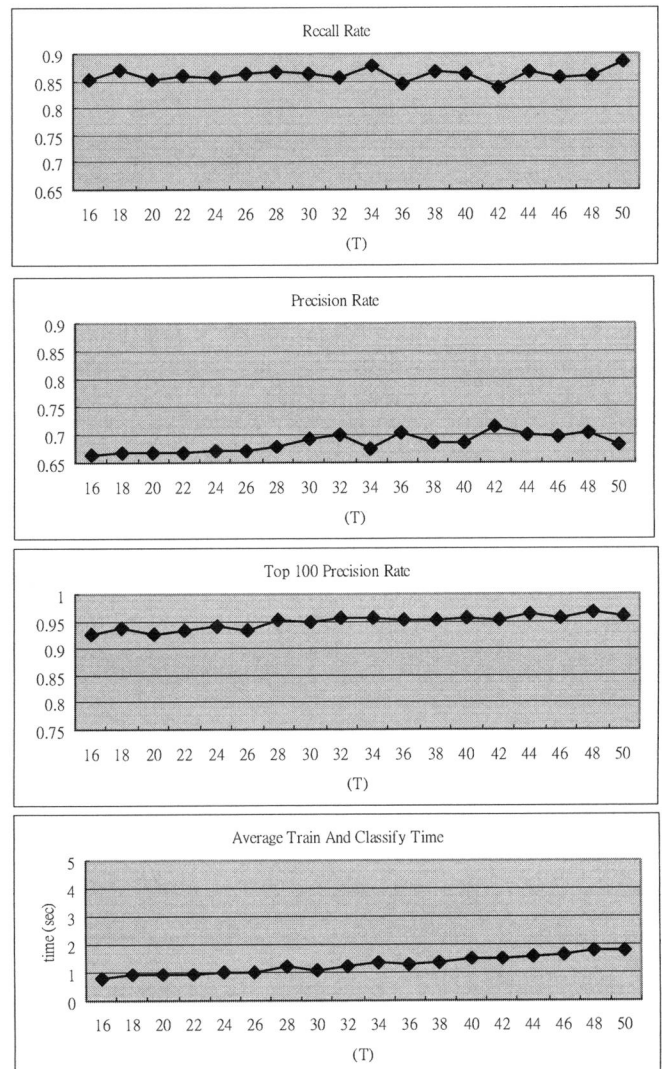 Recall Rate
0.9
0.85
0.8
0.75
0.7
0.65
16 18 20 22 24 26 28 30 32 34 36 38 40 42 44 46 48 50
(T)
Precision Rate
0.9
0.85
0.8
0.75
0.7
0.65
16 18 20 22 24 26 28 30 32 34 36 38 40 42 44 46 48 50
(T)
Top 100 Precision Rate
1
0.95
0.9
0.85
0.8
0.75
16 18 20 22 24 26 28 30 32 34 36 38 40 42 44 46 48 50
(T)
Average Train And Classify Time
time (sec)
5
4
3
2
1
0
16 18 20 22 24 26 28 30 32 34 36 38 40 42 44 46 48 50
(T)